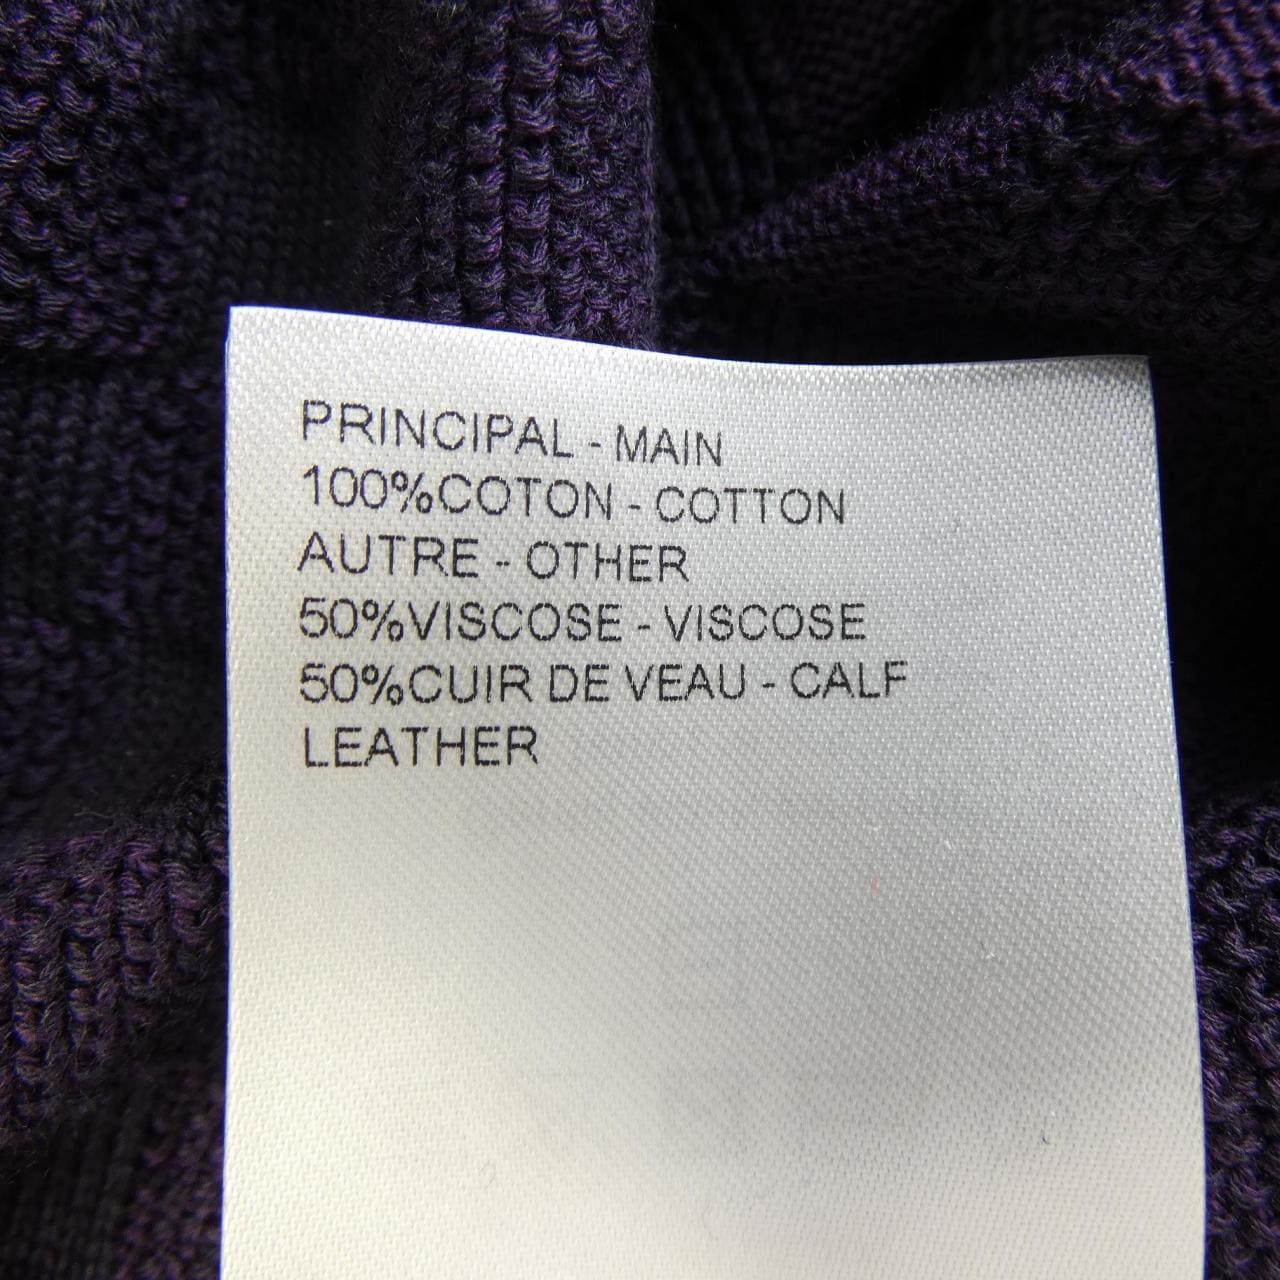 PRINCIPAL - MAIN
100%COTON - COTTON
AUTRE - OTHER
50%VISCOSE - VISCOSE
50%CUIR DE VEAU - CALF
LEATHER